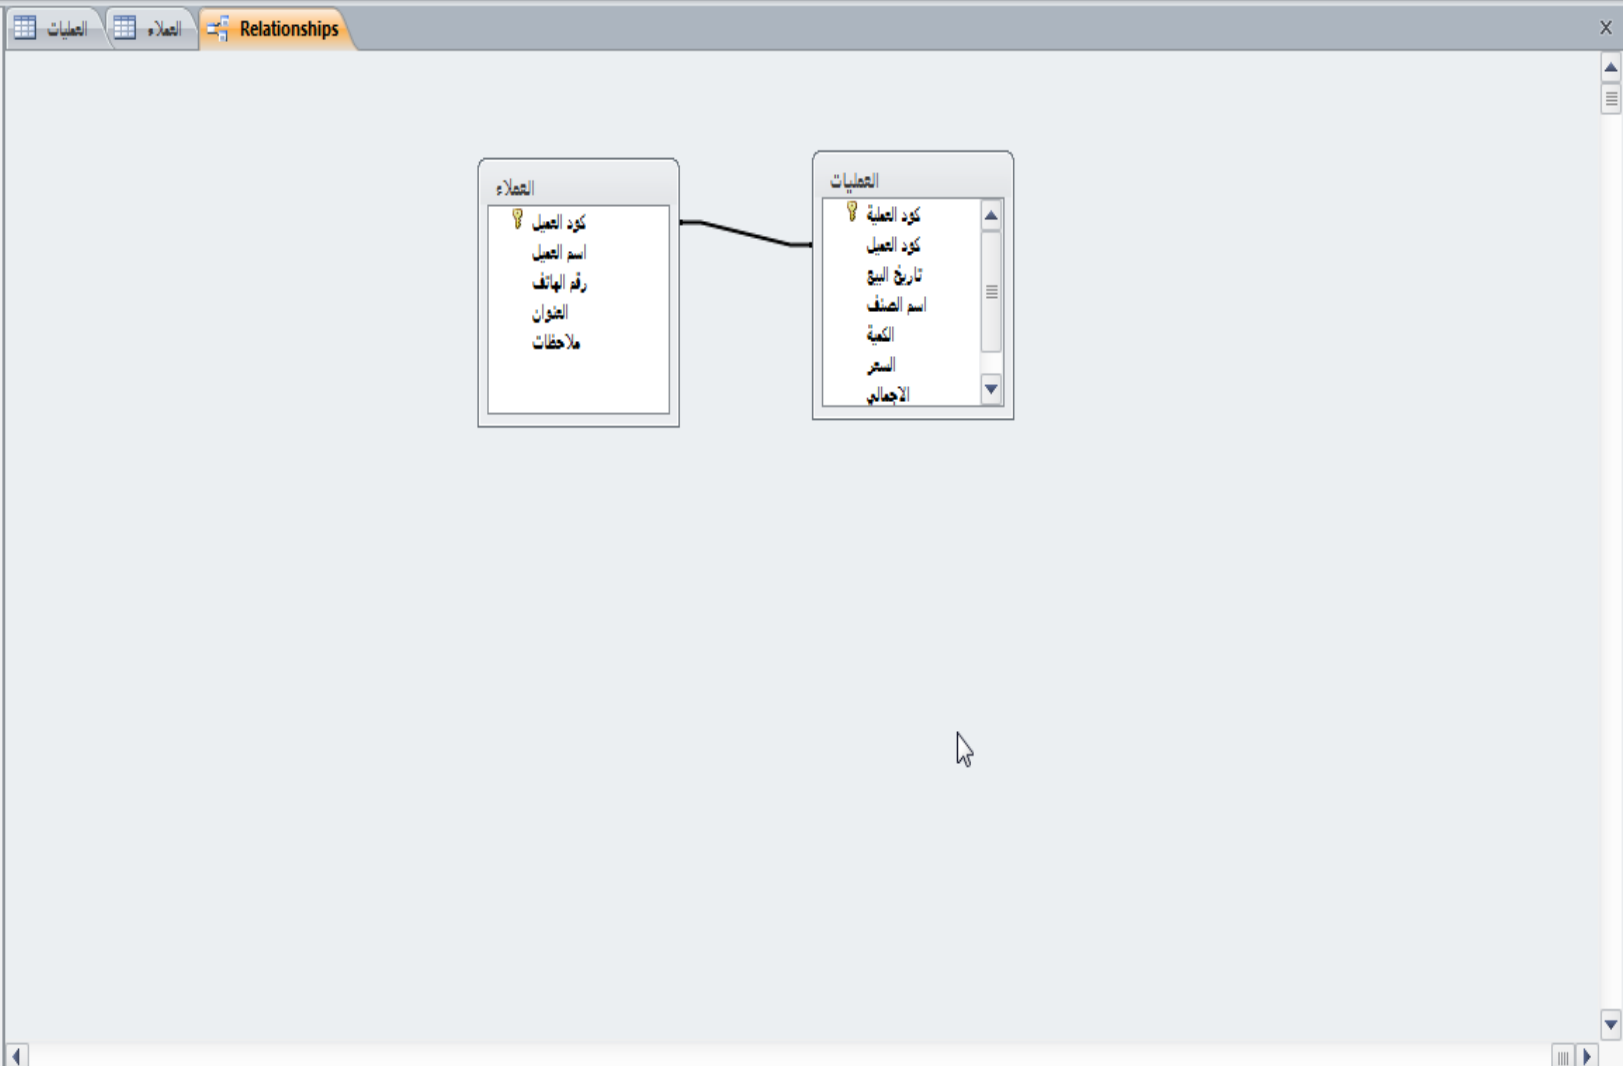 العمليات
العملاء
Relationships
العملاء
كود العميل
اسم العميل
رقم الهاتف
العنوان
ملاحظات
العمليات
كود العملية
كود العميل
تاريخ البيع
اسم الصنف
الكمية
السعر
الاجمالي